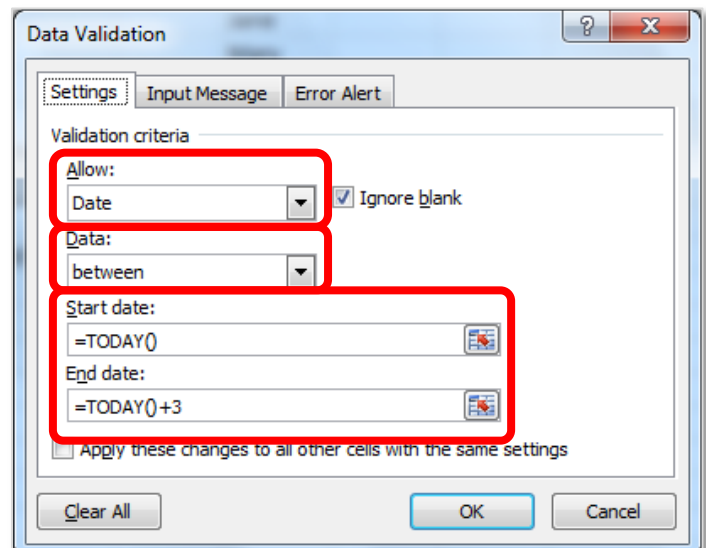 Data Validation
Settings Input Message Error Alert
Validation criteria
Allow:
Date Ignore blank
Data:
between
Start date:
=TODAY()
End date:
=TODAY()+3
Apply these changes to all other cells with the same settings
Clear All OK Cancel